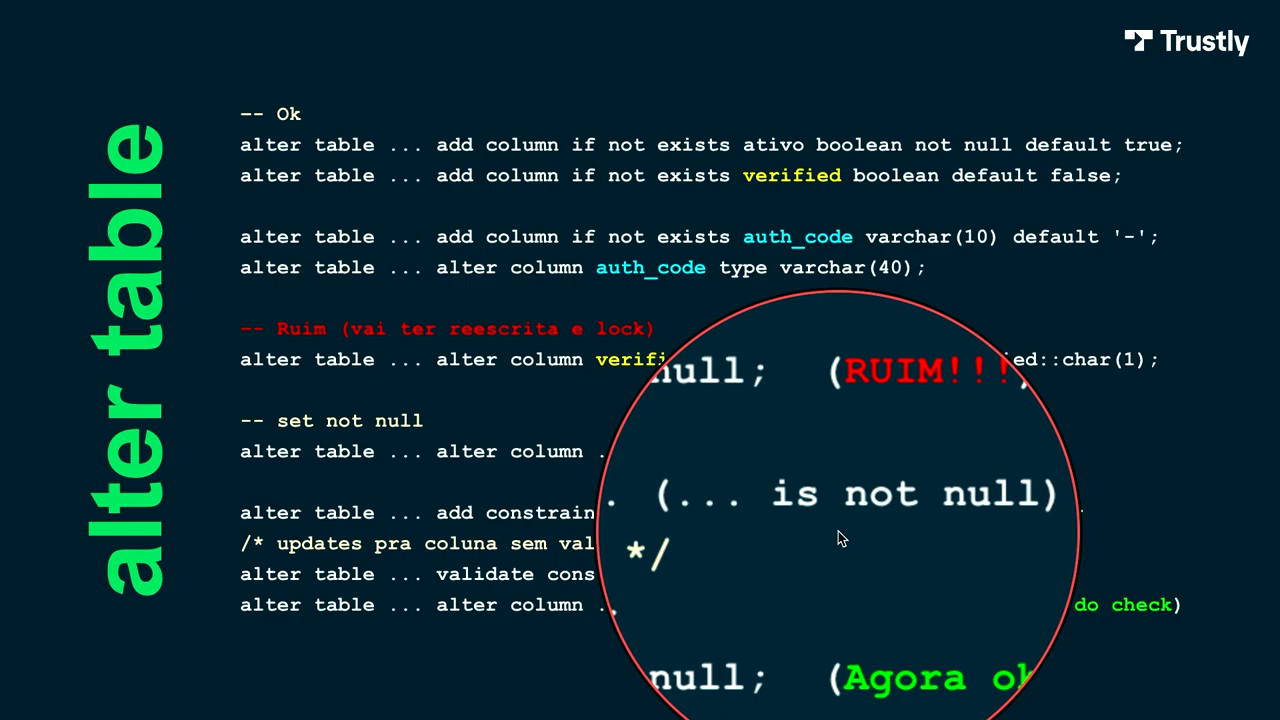 Trustly
alter table
-- Ok
alter table ... add column if not exists ativo boolean not null default true;
alter table ... add column if not exists verified boolean default false;
alter table ... add column if not exists auth_code varchar(10) default '-';
alter table ... alter column auth_code type varchar(40);
-- Ruim (vai ter reescrita e lock)
alter table ... alter column verifi ied::char(1);
null; (RUIM!!!)
-- set not null
alter table ... alter column .
. (... is not null)
alter table ... add constrain
/* updates pra coluna sem val */
alter table ... validate cons
alter table ... alter column .. do check)
null; (Agora ok